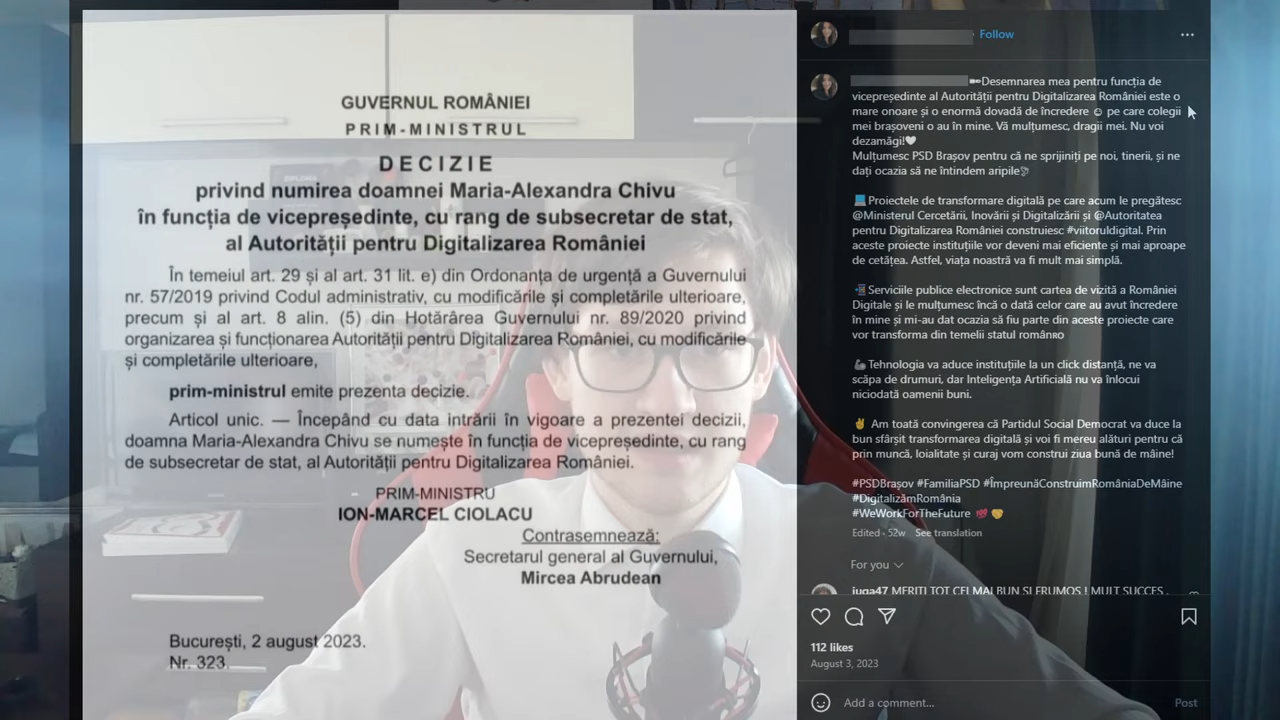 GUVERNUL ROMÂNIEI
PRIM-MINISTRUL
DECIZIE
privind numirea doamnei Maria-Alexandra Chivu
în funcția de vicepreședinte, cu rang de subsecretar de stat,
al Autorității pentru Digitalizarea României
În temeiul art. 29 și al art. 31 lit. e) din Ordonanța de urgență a Guvernului
nr. 57/2019 privind Codul administrativ, cu modificările și completările ulterioare,
precum și al art. 8 alin. (5) din Hotărârea Guvernului nr. 89/2020 privind
organizarea și funcționarea Autorității pentru Digitalizarea României, cu modificările
și completările ulterioare,
prim-ministrul emite prezenta decizie.
Articol unic. — Începând cu data intrării în vigoare a prezentei decizii,
doamna Maria-Alexandra Chivu se numește în funcția de vicepreședinte, cu rang
de subsecretar de stat, al Autorității pentru Digitalizarea României.
PRIM-MINISTRU
ION-MARCEL CIOLACU
Contrasemnează:
Secretarul general al Guvernului,
Mircea Abrudean
București, 2 august 2023.
Nr. 323.
Follow
Desemnarea mea pentru funcția de
vicepreședinte al Autorității pentru Digitalizarea României este o
mare onoare și o enormă dovadă de încredere ☺ pe care colegii
mei brașoveni o au în mine. Vă mulțumesc, dragii mei. Nu voi
dezamăgi!🤍
Mulțumesc PSD Brașov pentru că ne sprijiniți pe noi, tinerii, și ne
dați ocazia să ne întindem aripile🕊
💻Proiectele de transformare digitală pe care acum le pregătesc
@Ministerul Cercetării, Inovării și Digitalizării și @Autoritatea
pentru Digitalizarea României construiesc #viitoruldigital. Prin
aceste proiecte instituțiile vor deveni mai eficiente și mai aproape
de cetățea. Astfel, viața noastră va fi mult mai simplă.
📲Serviciile publice electronice sunt cartea de vizită a României
Digitale și le mulțumesc încă o dată celor care au avut încredere
în mine și mi-au dat ocazia să fiu parte din aceste proiecte care
vor transforma din temelii statul român🇷🇴
🦾 Tehnologia va aduce instituțiile la un click distanță, ne va
scăpa de drumuri, dar Inteligența Artificială nu va înlocui
niciodată oamenii buni.
✌ Am toată convingerea că Partidul Social Democrat va duce la
bun sfârșit transformarea digitală și voi fi mereu alături pentru că
prin muncă, loialitate și curaj vom construi ziua bună de mâine!
#PSDBrașov #FamiliaPSD #ÎmpreunăConstruimRomâniaDeMâine
#DigitalizămRomânia
#WeWorkForTheFuture 💯🤝
Edited · 52w See translation
For you
iuga47 MERIȚI TOT CEL MAI BUN SI FRUMOS ! MULT SUCCES .
112 likes
August 3, 2023
Add a comment... Post